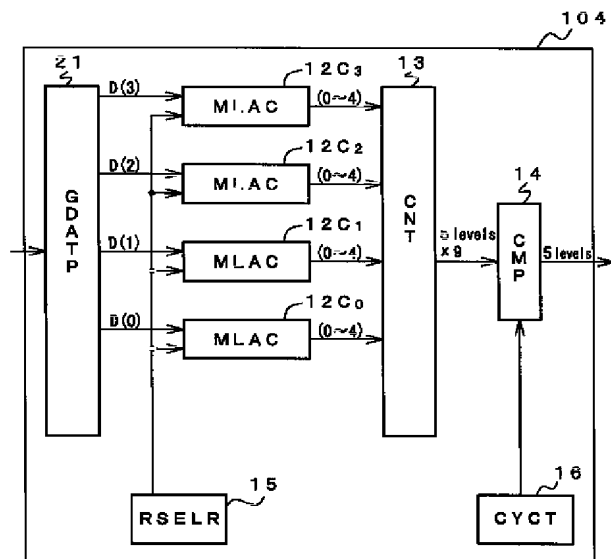 104
21
D(3)
12C3
MLAC
(0~4)
13
D(2)
12C2
MLAC
(0~4)
14
GDATP
CNT
CMP
D(1)
12C1
MLAC
(0~4)
5 levels
×9
5 levels
D(0)
12C0
MLAC
(0~4)
15
RSELR
16
CYCT